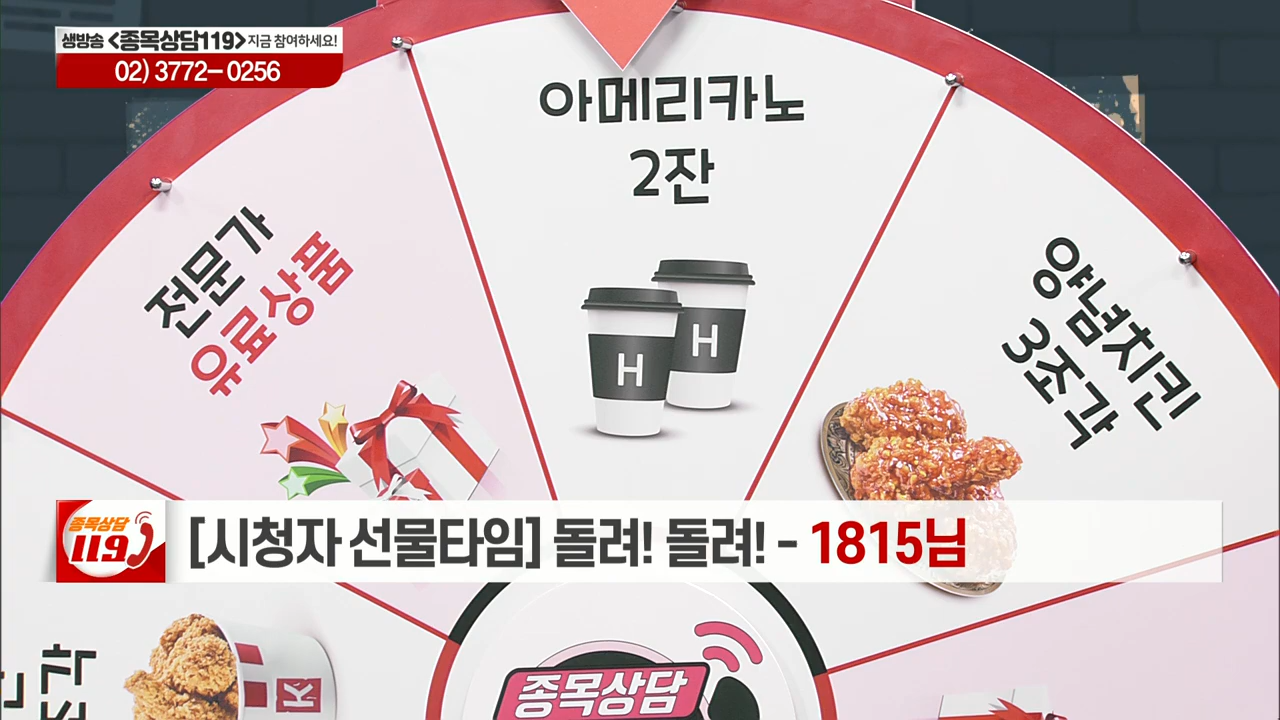 생방송 <종목상담119> 지금 참여하세요!
02) 3772-0256
아메리카노
2잔
전문가
유료상품
양념치킨
3조각
H
H
종목상담
119
[시청자 선물타임] 돌려! 돌려! - 1815님
조각
K
종목상담